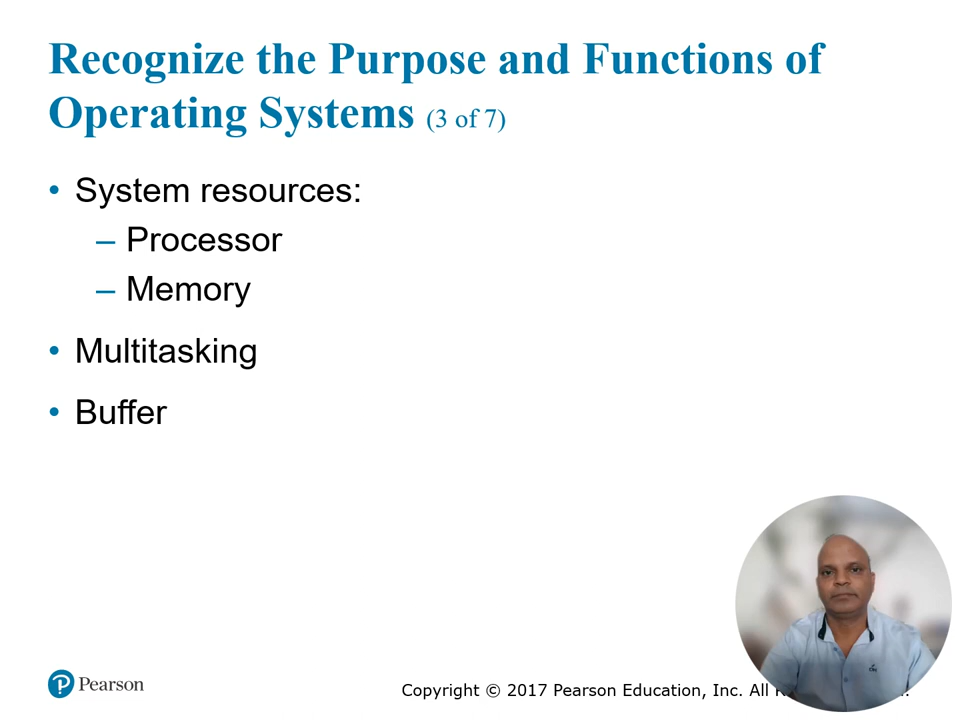 Recognize the Purpose and Functions of
Operating Systems (3 of 7)
• System resources:
– Processor
– Memory
• Multitasking
• Buffer
Pearson
Copyright © 2017 Pearson Education, Inc. All